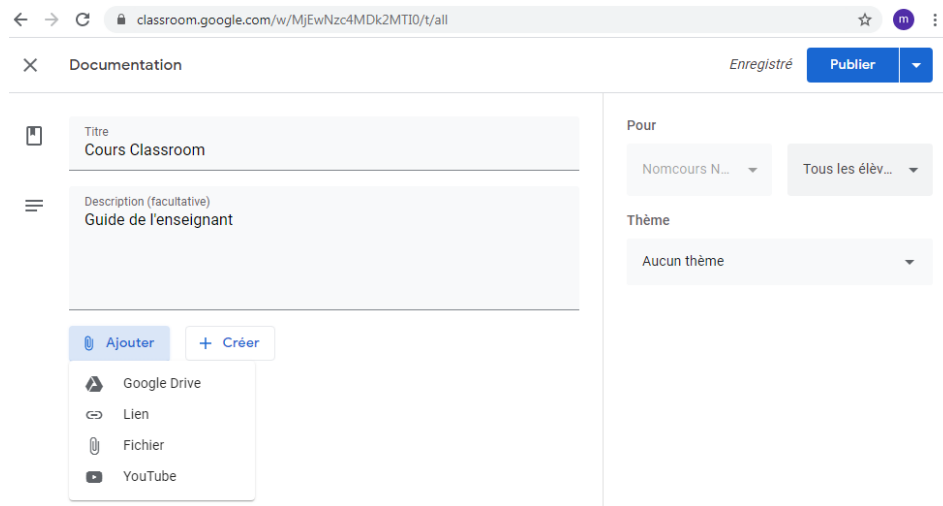 classroom.google.com/w/MjEwNzc4MDk2MTI0/t/all
m
Documentation
Enregistré
Publier
Titre
Cours Classroom
Description (facultative)
Guide de l'enseignant
Ajouter
Créer
Google Drive
Lien
Fichier
YouTube
Pour
Nomcours N...
Tous les élèv...
Thème
Aucun thème